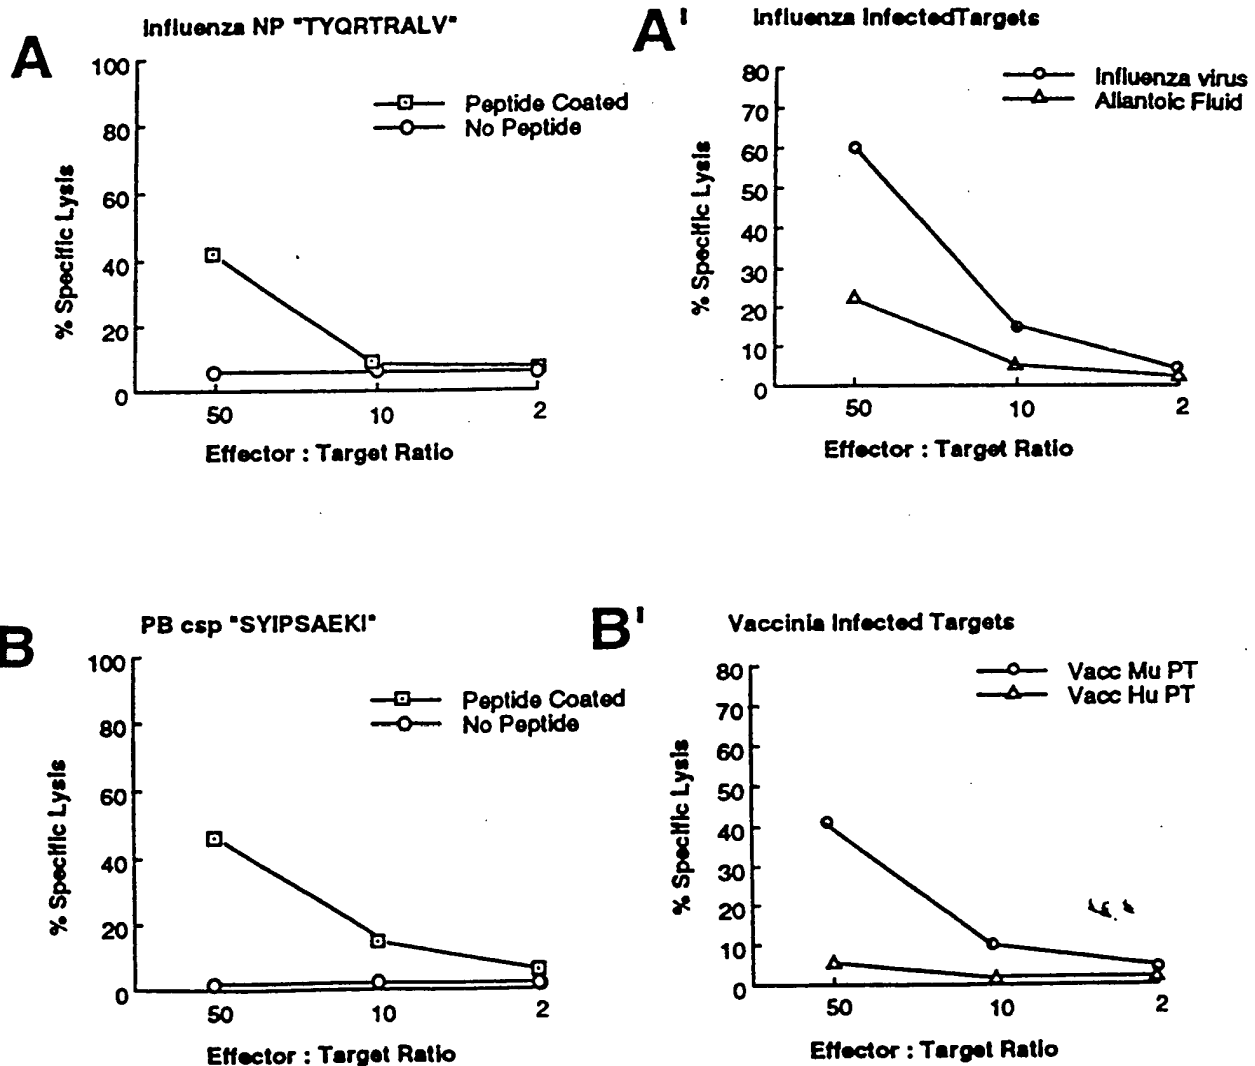 A
Influenza NP "TYQRTRALV"
100
80
60
40
20
0
% Specific Lysis
Peptide Coated
No Peptide
50 10 2
Effector : Target Ratio
A'
Influenza InfectedTargets
80
70
60
50
40
30
20
10
0
% Specific Lysis
Influenza virus
Allantoic Fluid
50 10 2
Effector : Target Ratio
B
PB csp "SYIPSAEKI"
100
80
60
40
20
0
% Specific Lysis
Peptide Coated
No Peptide
50 10 2
Effector : Target Ratio
B'
Vaccinia Infected Targets
80
70
60
50
40
30
20
10
0
% Specific Lysis
Vacc Mu PT
Vacc Hu PT
50 10 2
Effector : Target Ratio